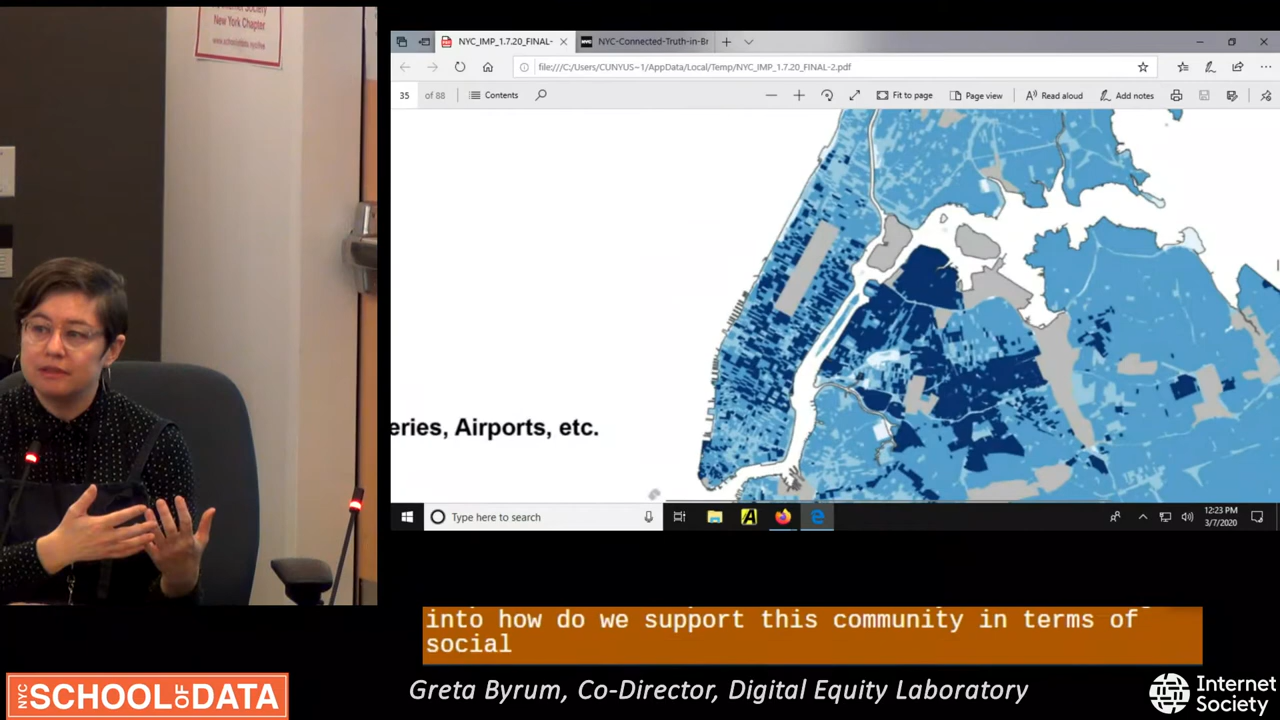 New York Chapter
NYC_IMP_1.7.20_FINAL-
NYC-Connected-Truth-in-Br
file:///C:/Users/CUNYUS~1/AppData/Local/Temp/NYC_IMP_1.7.20_FINAL-2.pdf
35 of 88
Contents
Fit to page
Page view
Read aloud
Add notes
eries, Airports, etc.
Type here to search
12:23 PM
3/7/2020
into how do we support this community in terms of
social
NYC SCHOOL OF DATA
Greta Byrum, Co-Director, Digital Equity Laboratory
Internet
Society